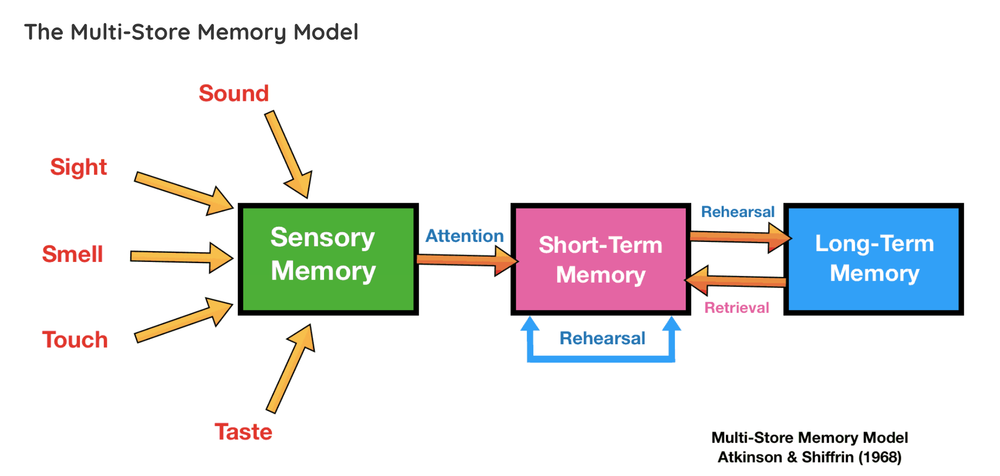 The Multi-Store Memory Model
Sound
Sight
Smell
Touch
Taste
Sensory
Memory
Attention
Short-Term
Memory
Rehearsal
Rehearsal
Retrieval
Long-Term
Memory
Multi-Store Memory Model
Atkinson & Shiffrin (1968)